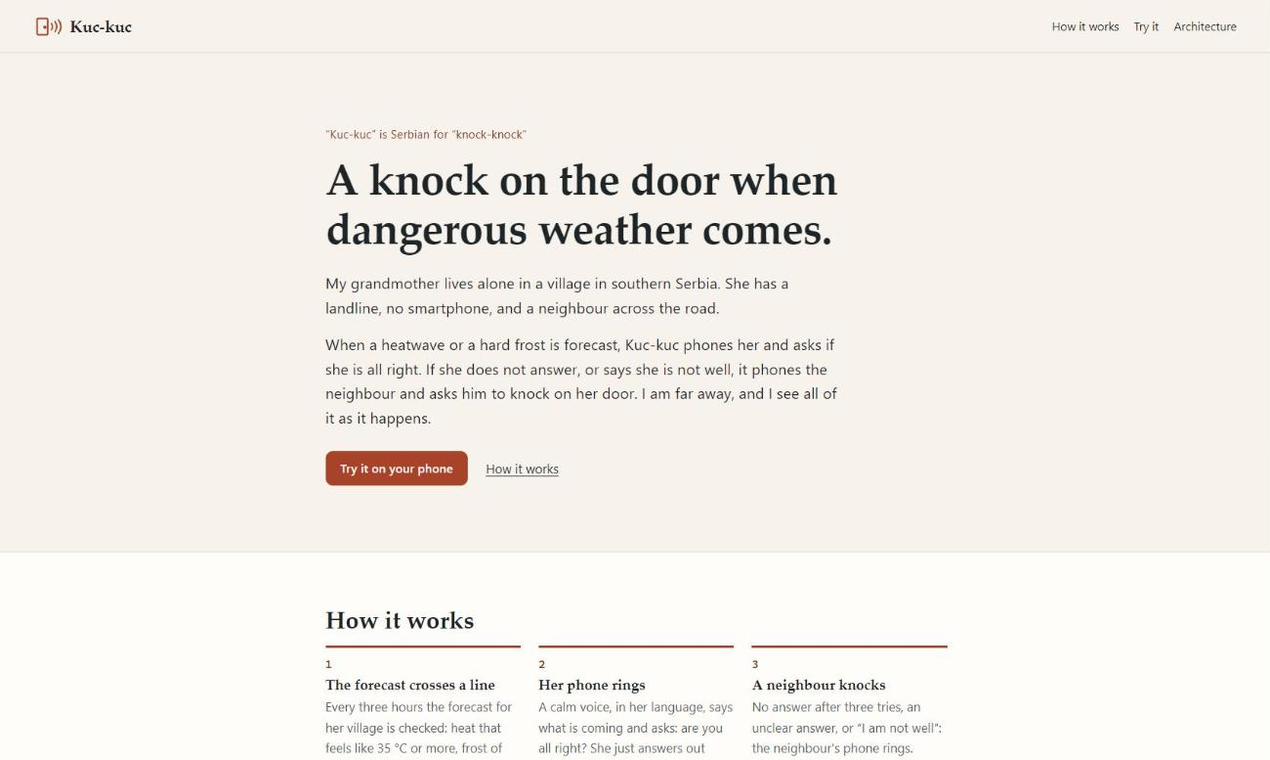 Kuc-kuc
How it works
Try it
Architecture
"Kuc-kuc" is Serbian for "knock-knock"
A knock on the door when
dangerous weather comes.
My grandmother lives alone in a village in southern Serbia. She has a
landline, no smartphone, and a neighbour across the road.
When a heatwave or a hard frost is forecast, Kuc-kuc phones her and asks if
she is all right. If she does not answer, or says she is not well, it phones the
neighbour and asks him to knock on her door. I am far away, and I see all of
it as it happens.
Try it on your phone
How it works
How it works
1
The forecast crosses a line
Every three hours the forecast for
her village is checked: heat that
feels like 35 °C or more, frost of
2
Her phone rings
A calm voice, in her language, says
what is coming and asks: are you
all right? She just answers out
3
A neighbour knocks
No answer after three tries, an
unclear answer, or “I am not well”:
the neighbour's phone rings.